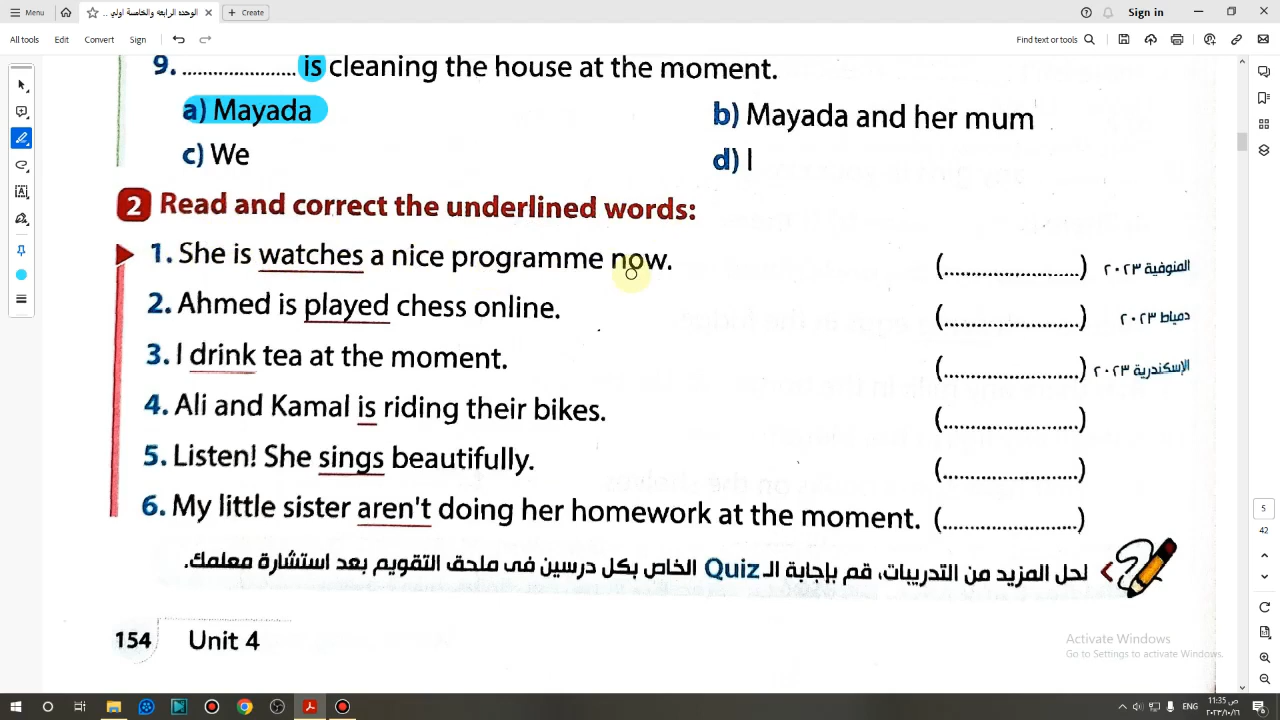 Menu
الوحده الرابعه والخاصة اولي ..
Create
Sign in
All tools Edit Convert Sign
Find text or tools
9. ..................... is cleaning the house at the moment.
a) Mayada
b) Mayada and her mum
c) We
d) I
2 Read and correct the underlined words:
1. She is watches a nice programme now. (........................) المنوفية ٢٠٢٣
2. Ahmed is played chess online. (........................) دمياط ٢٠٢٣
3. I drink tea at the moment. (........................) الإسكندرية ٢٠٢٣
4. Ali and Kamal is riding their bikes. (........................)
5. Listen! She sings beautifully. (........................)
6. My little sister aren't doing her homework at the moment. (........................)
لحل المزيد من التدريبات، قم بإجابة الـ Quiz الخاص بكل درسين فى ملحق التقويم بعد استشارة معلمك.
154 Unit 4
5
42
Activate Windows
Go to Settings to activate Windows.
ENG
11:35 ص